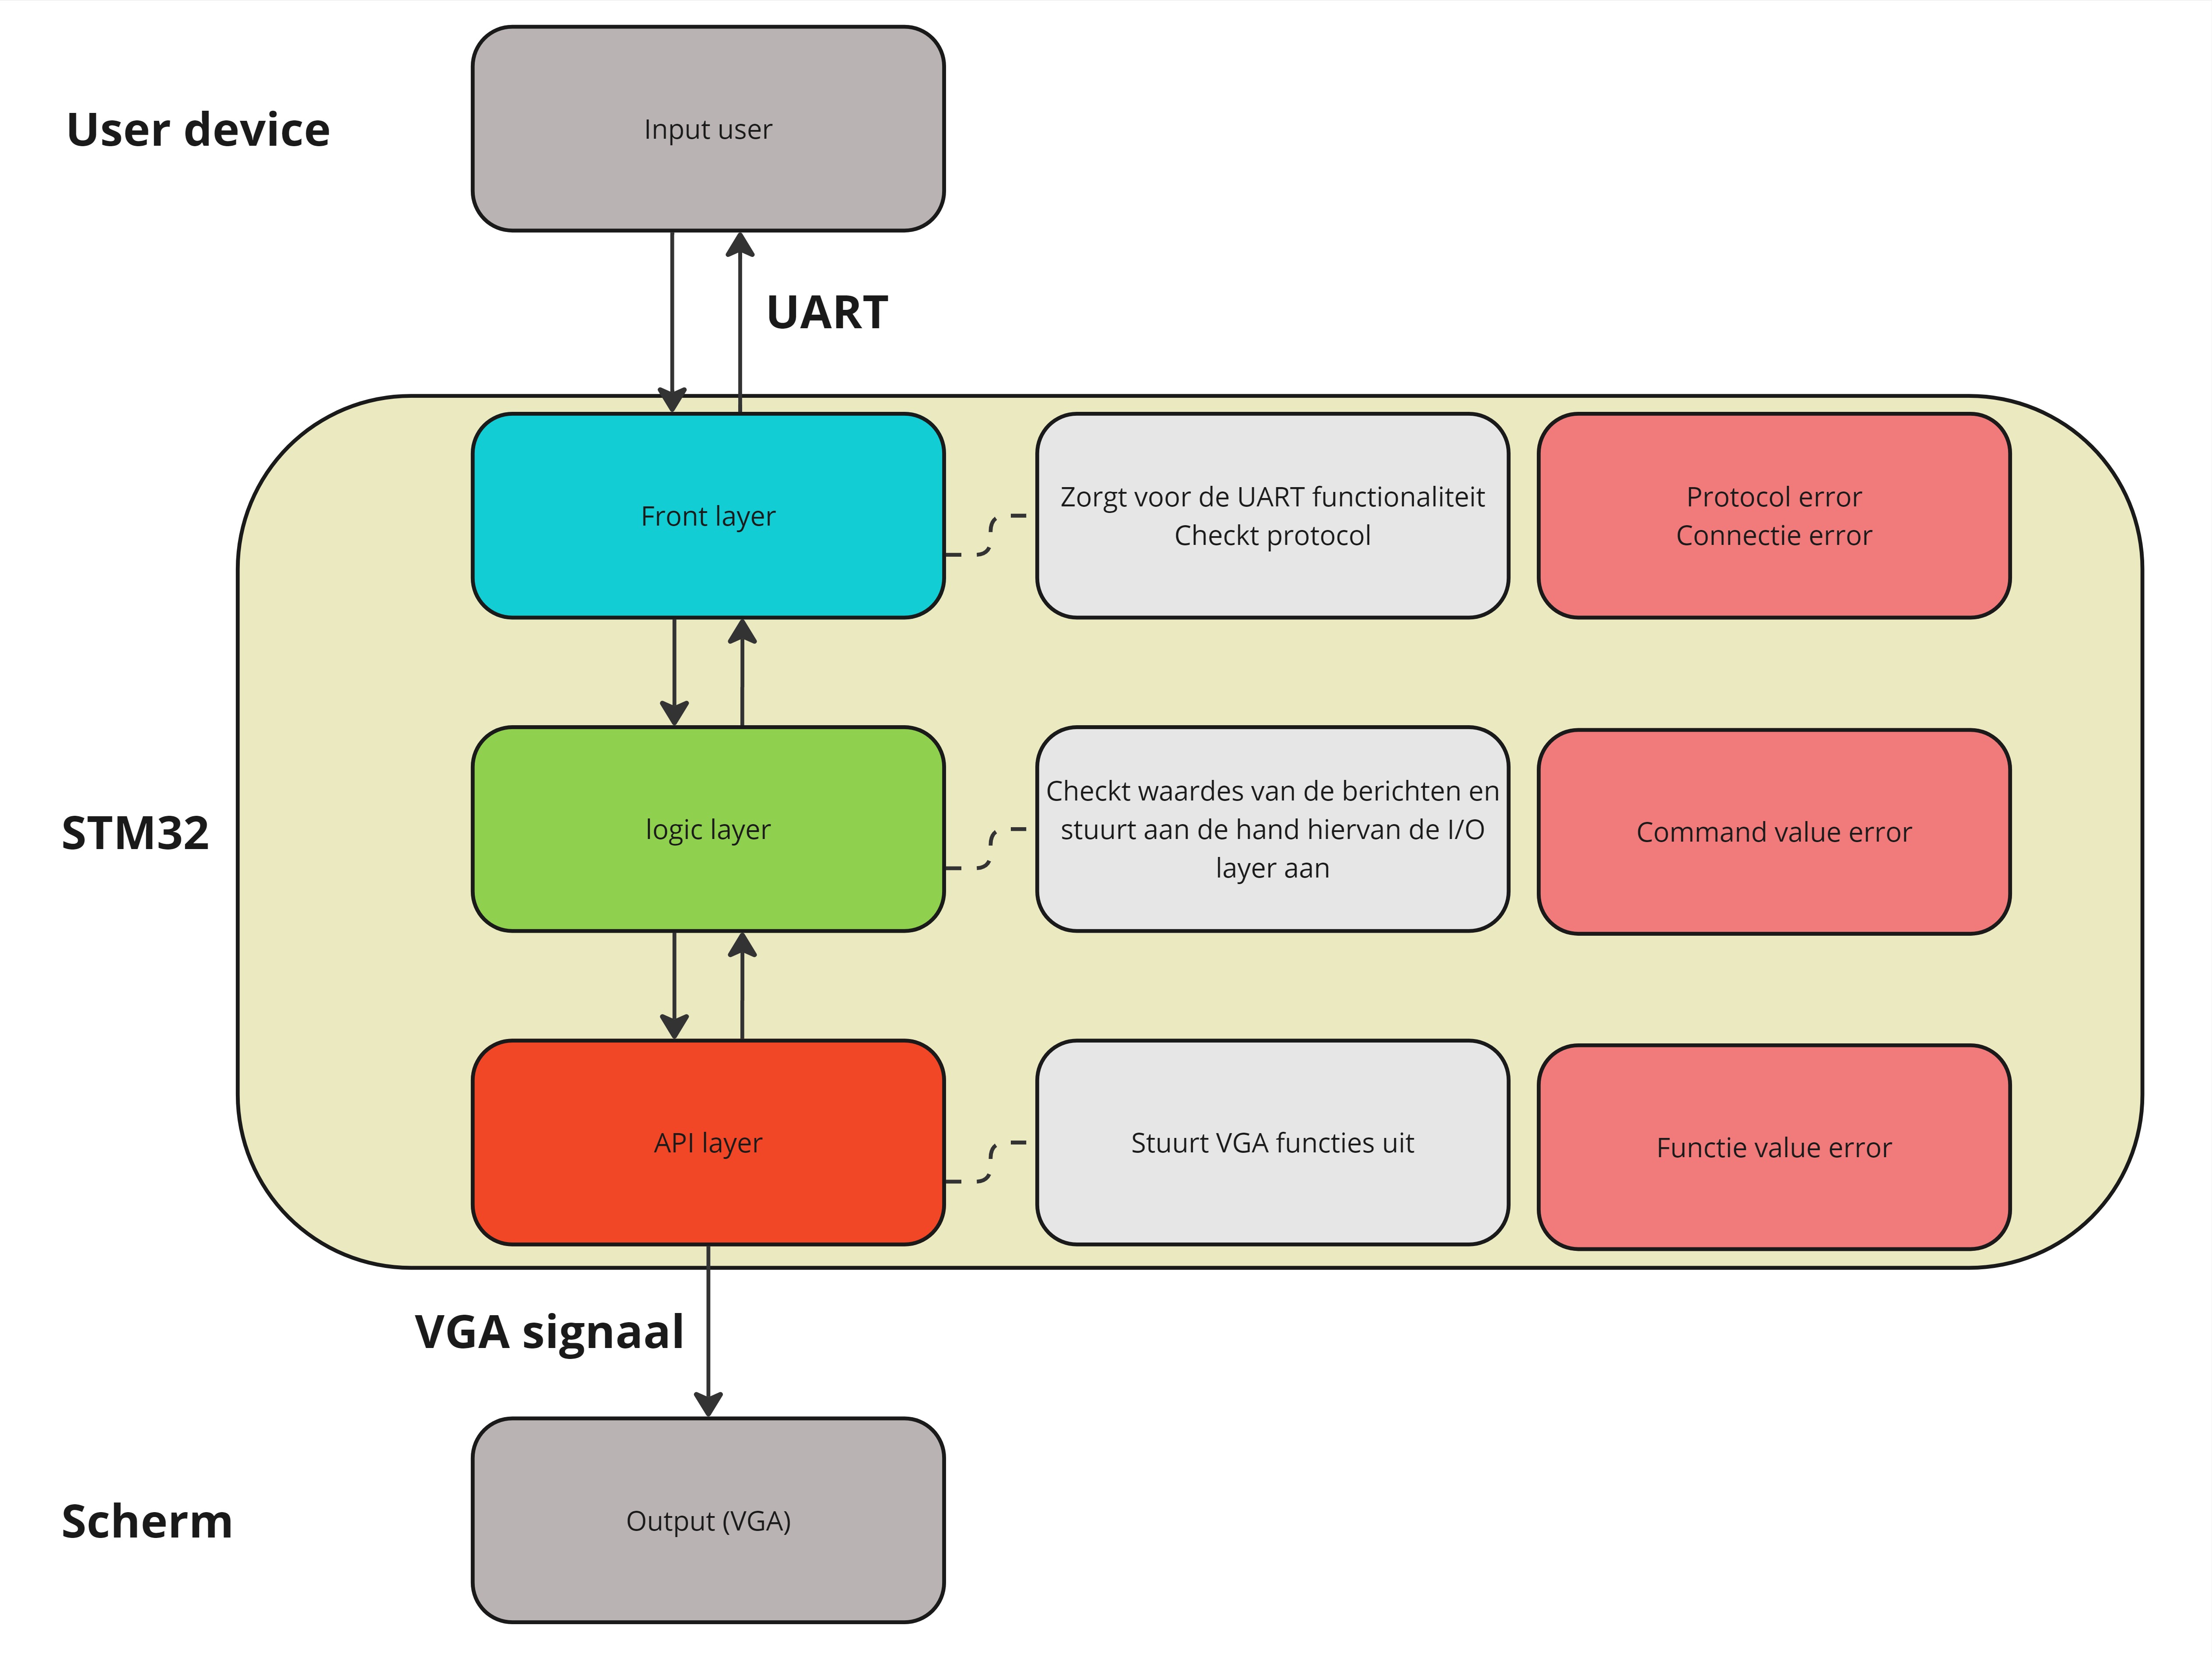 User device
Input user
UART
Front layer
Zorgt voor de UART functionaliteit
Checkt protocol
Protocol error
Connectie error
STM32
logic layer
Checkt waardes van de berichten en
stuurt aan de hand hiervan de I/O
layer aan
Command value error
API layer
Stuurt VGA functies uit
Functie value error
VGA signaal
Scherm
Output (VGA)